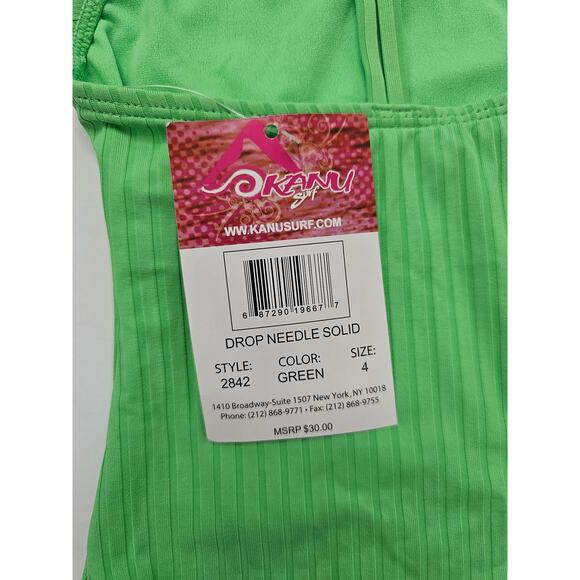 KANU
Surf
WW.KANUSURF.COM
6 87290 19667 7
DROP NEEDLE SOLID
STYLE: COLOR: SIZE:
2842 GREEN 4
1410 Broadway-Suite 1507 New York, NY 10018
Phone: (212) 868-9771 • Fax: (212) 868-9755
MSRP $30.00